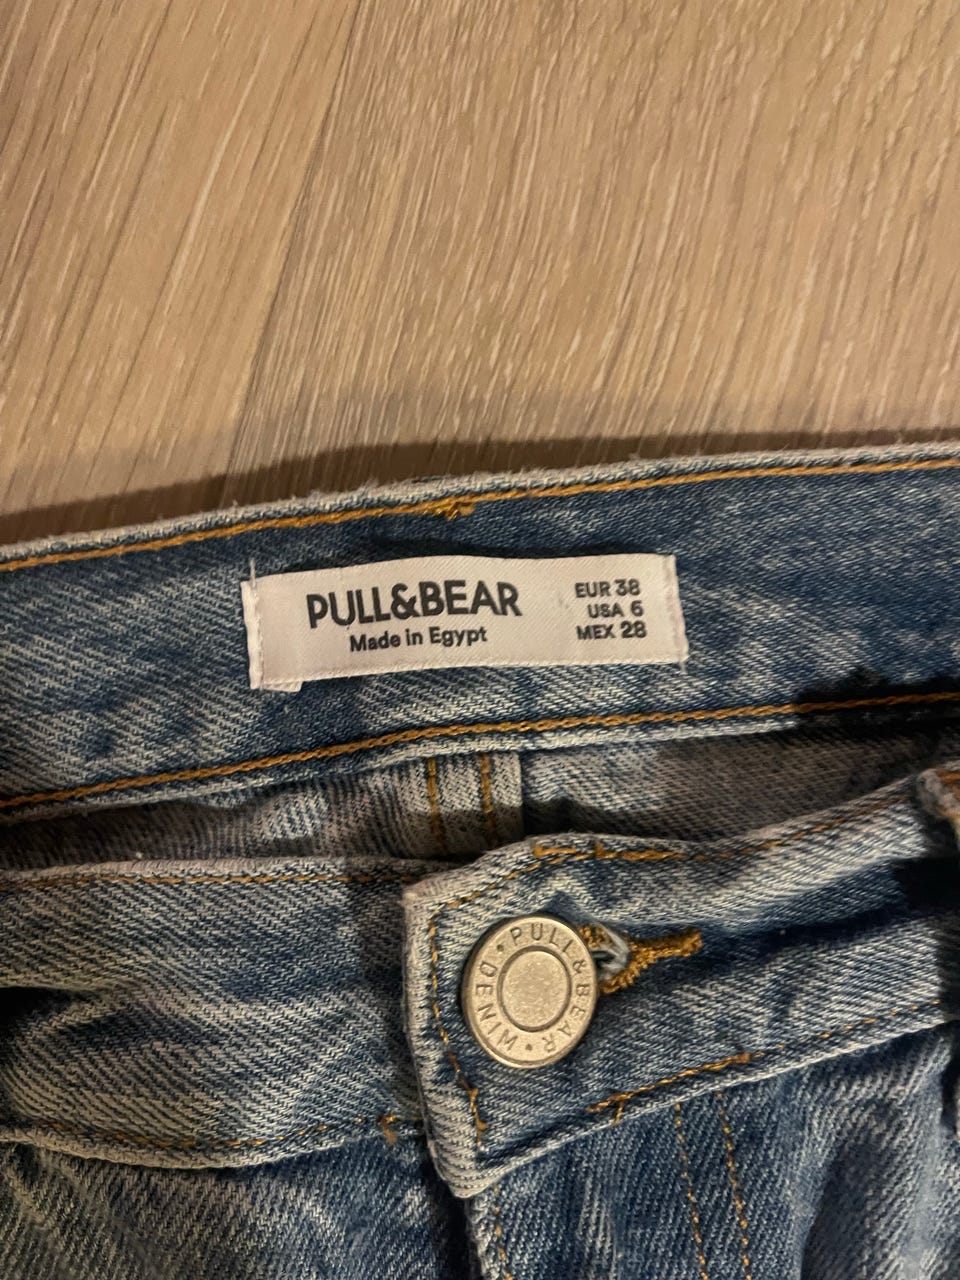 PULL&BEAR
Made in Egypt
EUR 38
USA 6
MEX 28
PULL&BEAR • DENIM •